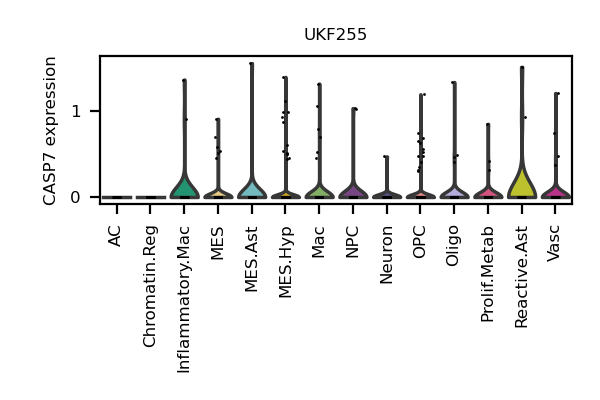 UKF255
CASP7 expression
1
0
AC
Chromatin.Reg
Inflammatory.Mac
MES
MES.Ast
MES.Hyp
Mac
NPC
Neuron
OPC
Oligo
Prolif.Metab
Reactive.Ast
Vasc